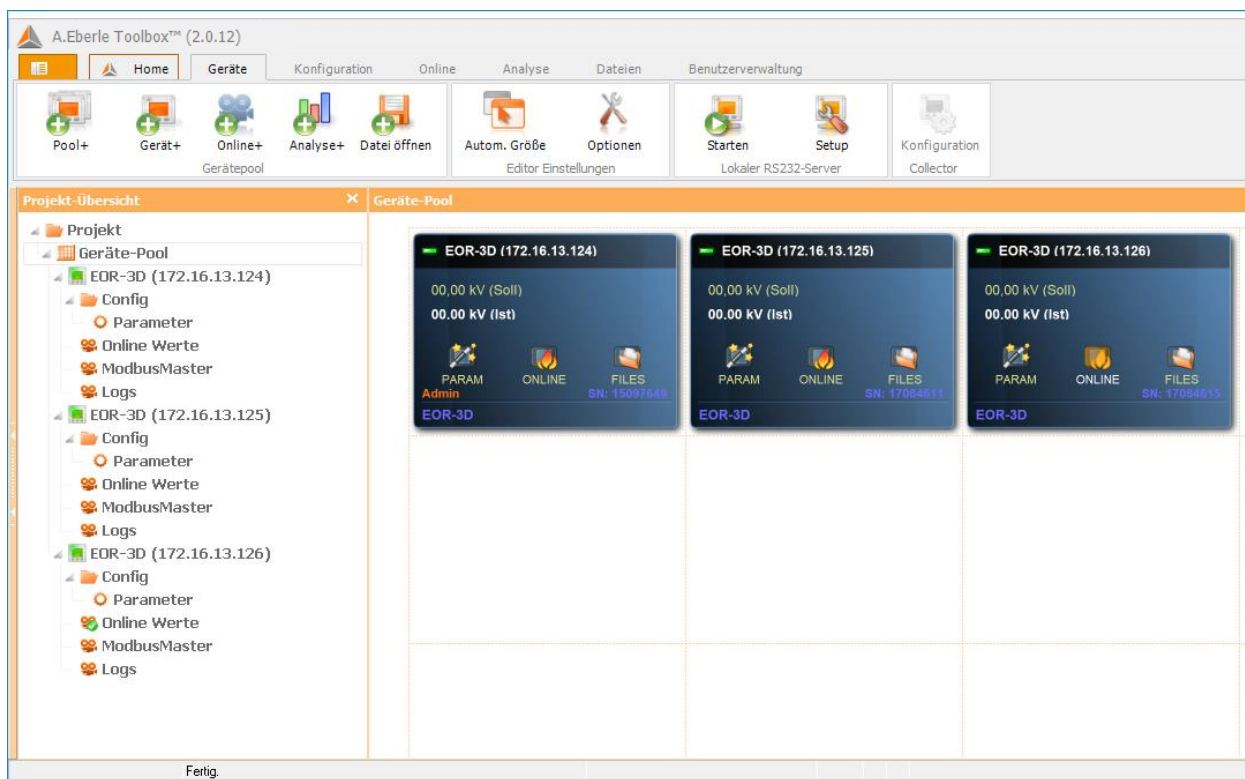 A.Eberle Toolbox™ (2.0.12)
Home Geräte Konfiguration Online Analyse Dateien Benutzerverwaltung
Pool+ Gerät+ Online+ Analyse+ Datei öffnen Autom. Größe Optionen Starten Setup Konfiguration
Gerätepool Editor Einstellungen Lokaler RS232-Server Collector
Projekt-Übersicht
Projekt
Geräte-Pool
EOR-3D (172.16.13.124)
Config
Parameter
Online Werte
ModbusMaster
Logs
EOR-3D (172.16.13.125)
Config
Parameter
Online Werte
ModbusMaster
Logs
EOR-3D (172.16.13.126)
Config
Parameter
Online Werte
ModbusMaster
Logs
Geräte-Pool
EOR-3D (172.16.13.124)
00,00 kV (Soll)
00.00 kV (Ist)
PARAM ONLINE FILES
Admin SN: 15097649
EOR-3D
EOR-3D (172.16.13.125)
00,00 kV (Soll)
00.00 kV (Ist)
PARAM ONLINE FILES
SN: 17084611
EOR-3D
EOR-3D (172.16.13.126)
00,00 kV (Soll)
00.00 kV (Ist)
PARAM ONLINE FILES
SN: 17084615
EOR-3D
Fertig.